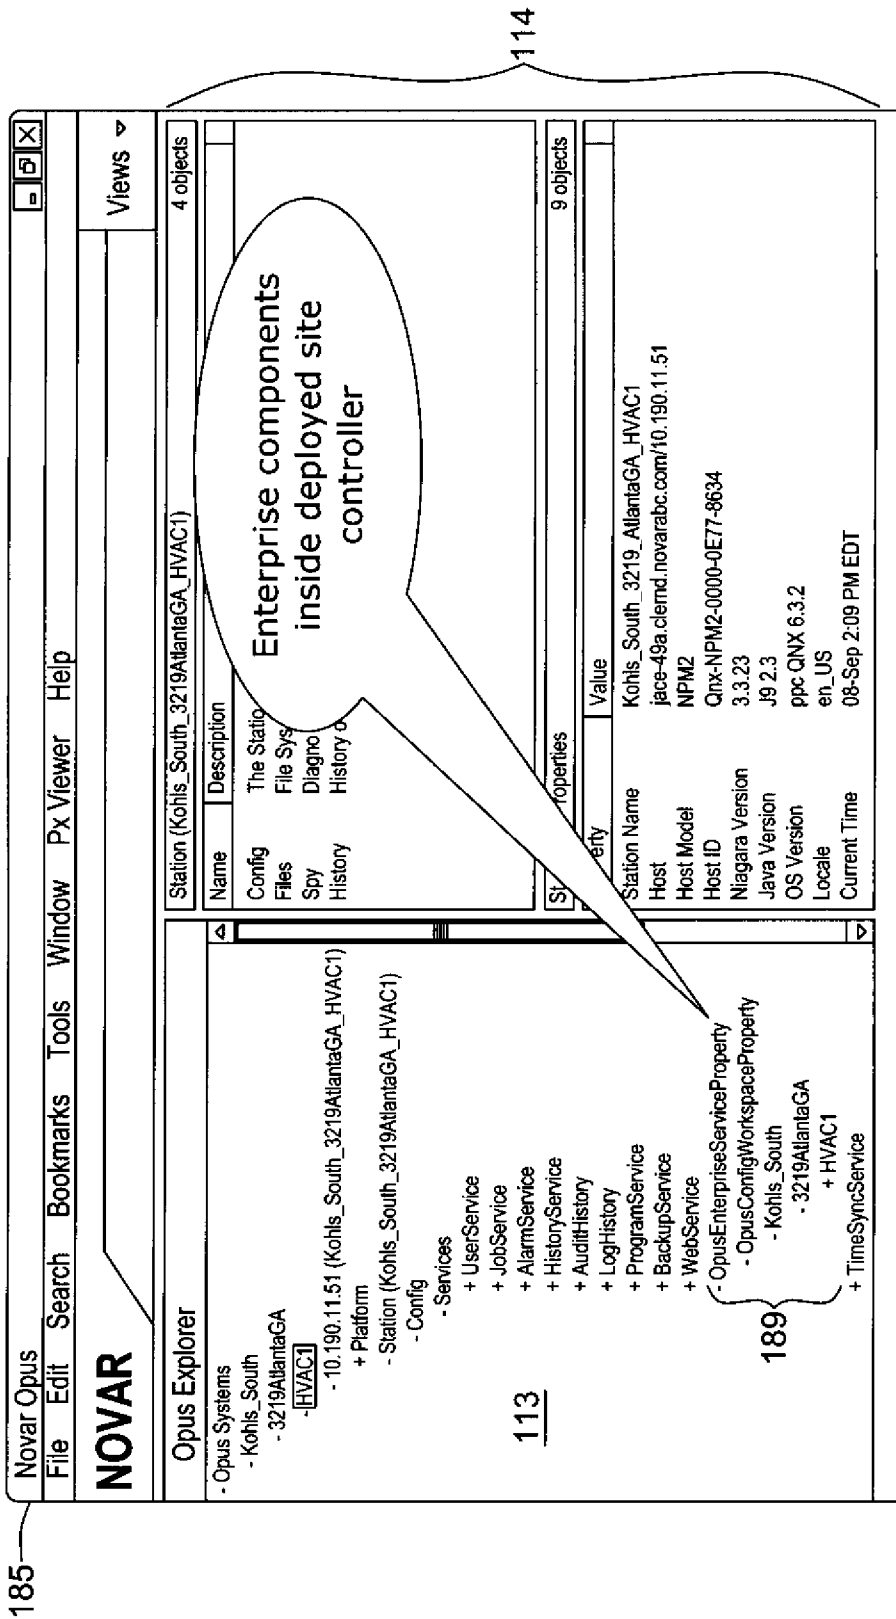 185
Novar Opus
File Edit Search Bookmarks Tools Window Px Viewer Help
NOVAR
Views
Opus Explorer
- Opus Systems
- Kohls_South
- 3219AtlantaGA
- HVAC1
- 10.190.11.51 (Kohls_South_3219AtlantaGA_HVAC1)
+ Platform
- Station (Kohls_South_3219AtlantaGA_HVAC1)
- Config
- Services
+ UserService
+ JobService
+ AlarmService
+ HistoryService
+ AuditHistory
+ LogHistory
+ ProgramService
+ BackupService
+ WebService
- OpusEnterpriseServiceProperty
- OpusConfigWorkspaceProperty
- Kohls_South
- 3219AtlantaGA
+ HVAC1
+ TimeSyncService
113
189
Station (Kohls_South_3219AtlantaGA_HVAC1) 4 objects
Name Description
Config The Statio
Files File Sys
Spy Diagno
History History o
Enterprise components
inside deployed site
controller
St roperties 9 objects
erty Value
Station Name Kohls_South_3219_AtlantaGA_HVAC1
Host jace-49a.clernd.novarabc.com/10.190.11.51
Host Model NPM2
Host ID Qnx-NPM2-0000-0E77-8634
Niagara Version 3.3.23
Java Version J9 2.3
OS Version ppc QNX 6.3.2
Locale en_US
Current Time 08-Sep 2:09 PM EDT
114